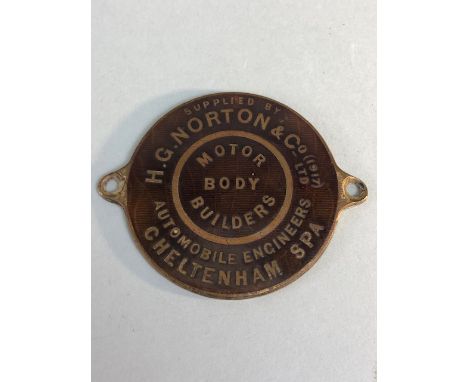 SUPPLIED BY
H.G. NORTON & Co (1917) LTD
MOTOR
BODY
BUILDERS
AUTOMOBILE ENGINEERS
CHELTENHAM SPA